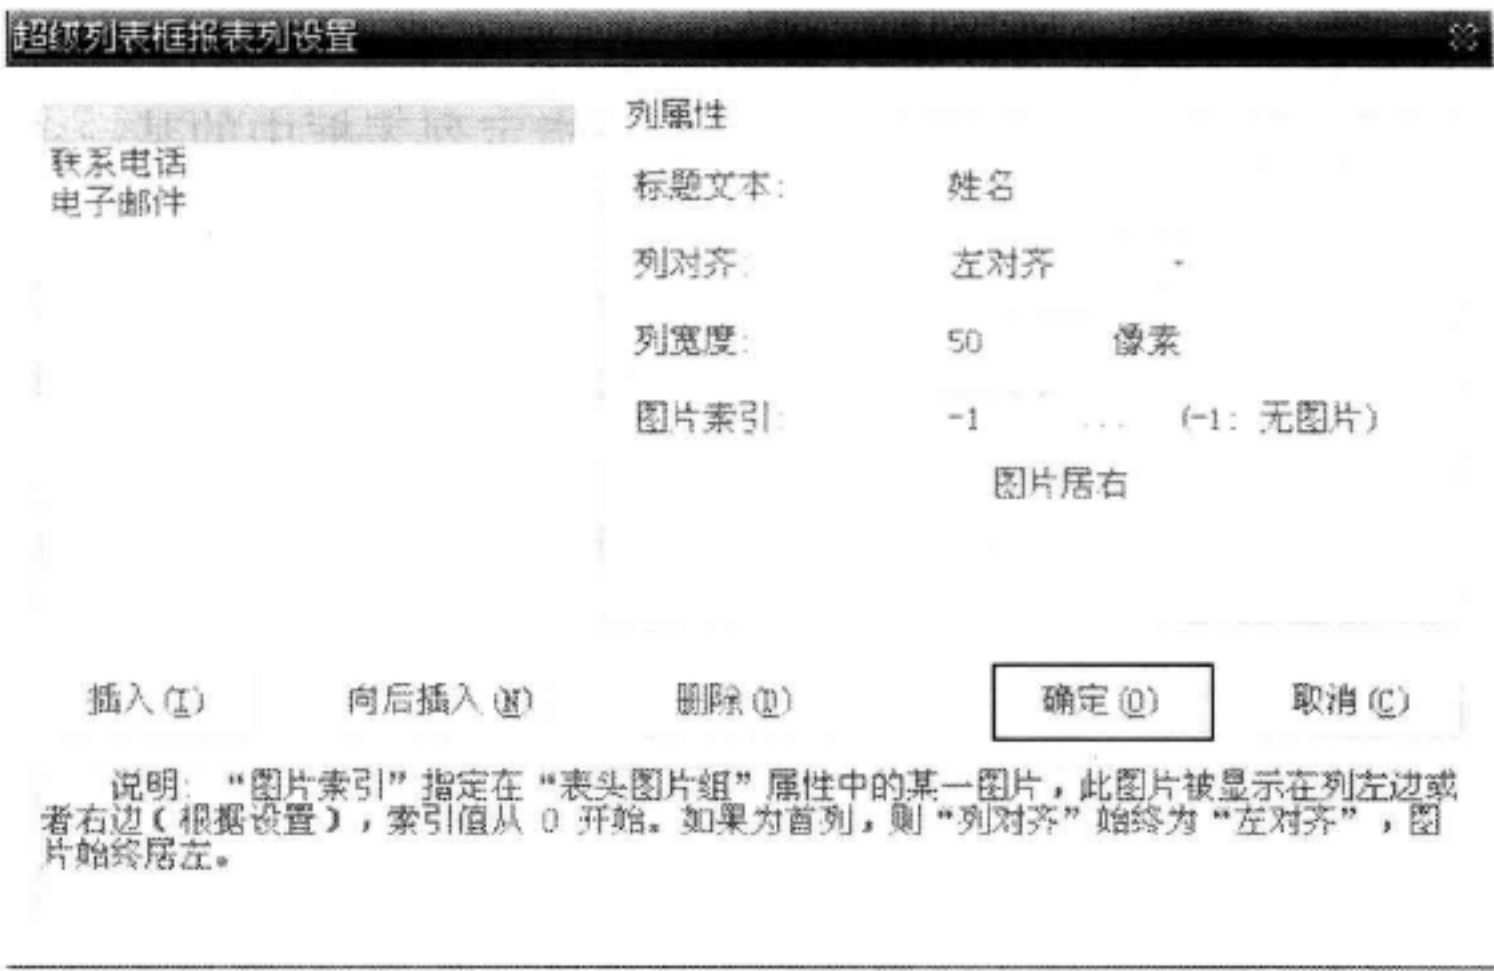 超级列表框报表列设置
列属性
联系电话
电子邮件
标题文本: 姓名
列对齐: 左对齐
列宽度: 50 像素
图片索引: -1 ... (-1: 无图片)
图片居右
插入(I) 向后插入(N) 删除(D) 确定(O) 取消(C)
说明: “图片索引”指定在“表头图片组”属性中的某一图片，此图片被显示在列左边或
者右边(根据设置)，索引值从 0 开始。如果为首列，则“列对齐”始终为“左对齐”，图
片始终居左。